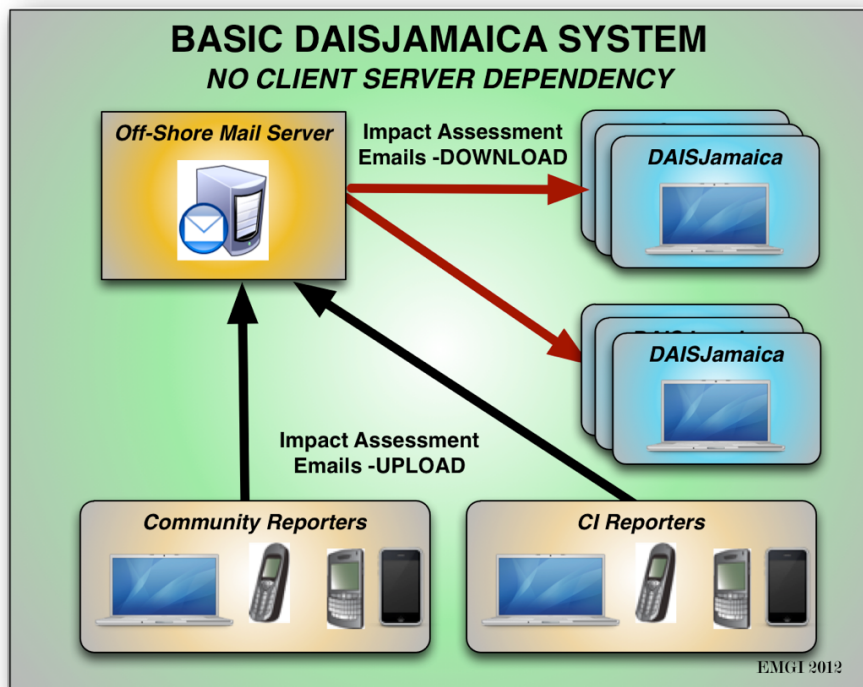 BASIC DAISJAMAICA SYSTEM
NO CLIENT SERVER DEPENDENCY
Off-Shore Mail Server
Impact Assessment
Emails -DOWNLOAD
DAISJamaica
DAISJamaica
Impact Assessment
Emails -UPLOAD
Community Reporters
CI Reporters
EMGI 2012